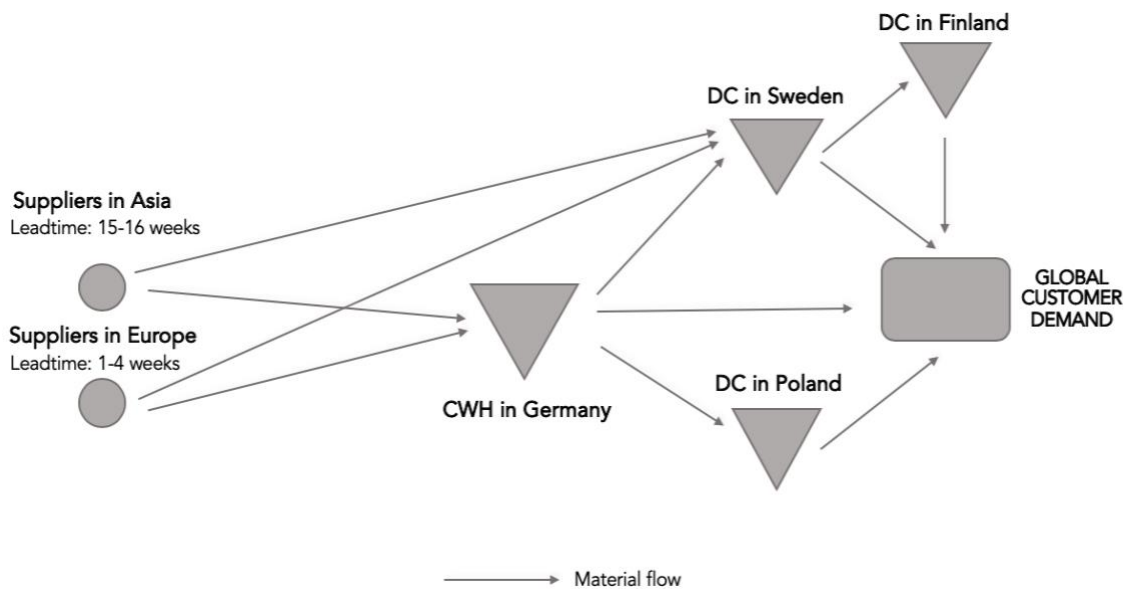 DC in Finland
DC in Sweden
Suppliers in Asia
Leadtime: 15-16 weeks
Suppliers in Europe
Leadtime: 1-4 weeks
CWH in Germany
GLOBAL
CUSTOMER
DEMAND
DC in Poland
Material flow